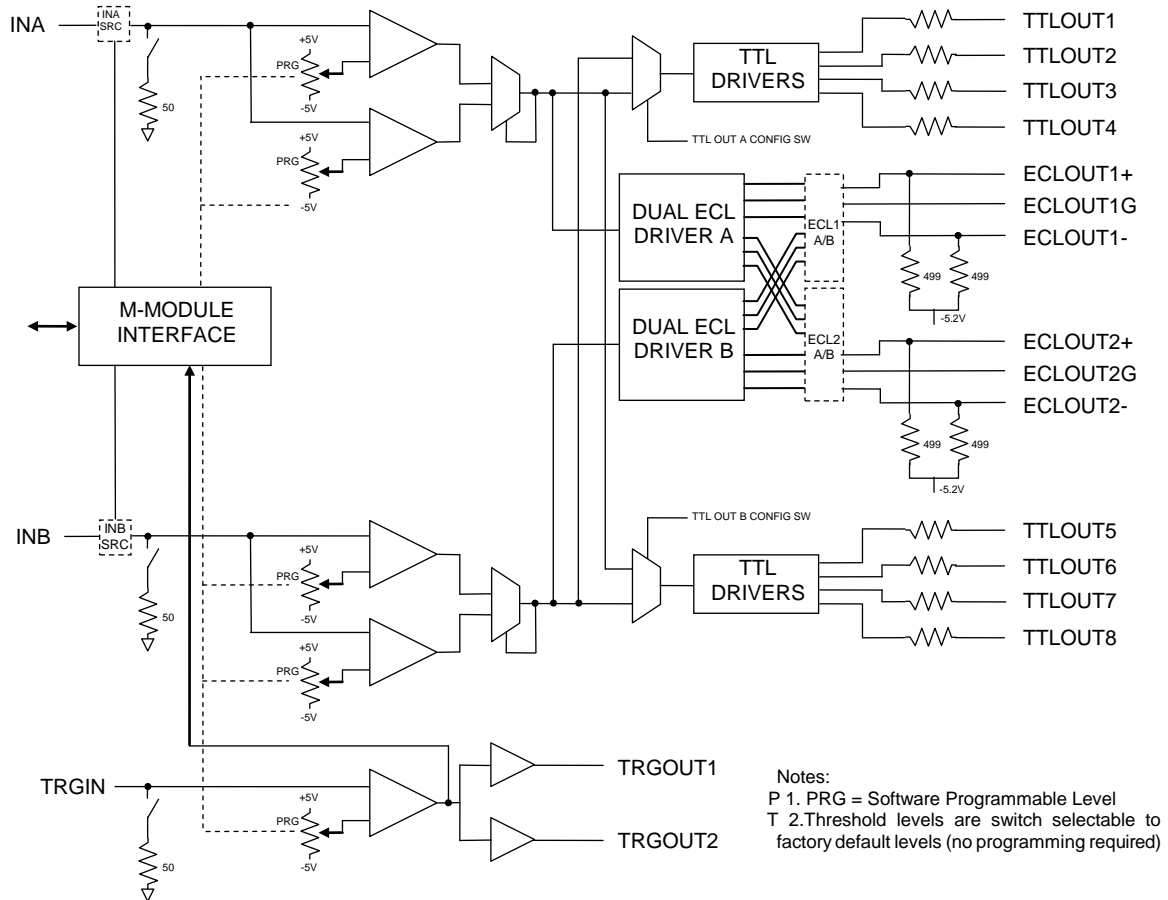 INA
INA
SRC
50
+5V
PRG
-5V
+5V
PRG
-5V
TTL
DRIVERS
TTL OUT A CONFIG SW
TTLOUT1
TTLOUT2
TTLOUT3
TTLOUT4
DUAL ECL
DRIVER A
ECL1
A/B
ECLOUT1+
ECLOUT1G
ECLOUT1-
499
499
-5.2V
M-MODULE
INTERFACE
DUAL ECL
DRIVER B
ECL2
A/B
ECLOUT2+
ECLOUT2G
ECLOUT2-
499
499
-5.2V
INB
INB
SRC
50
+5V
PRG
-5V
+5V
PRG
-5V
TTL OUT B CONFIG SW
TTL
DRIVERS
TTLOUT5
TTLOUT6
TTLOUT7
TTLOUT8
TRGIN
50
+5V
PRG
-5V
TRGOUT1
TRGOUT2
Notes:
P 1. PRG = Software Programmable Level
T 2.Threshold levels are switch selectable to
factory default levels (no programming required)